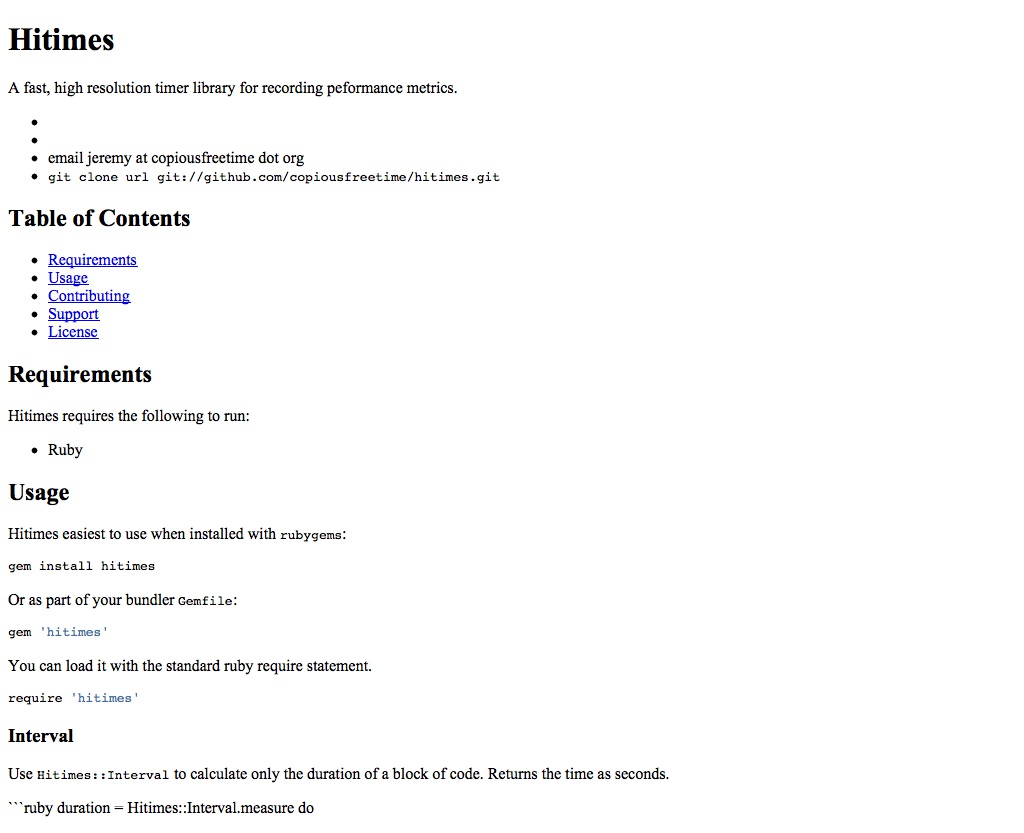 Hitimes
A fast, high resolution timer library for recording peformance metrics.
email jeremy at copiousfreetime dot org
git clone url git://github.com/copiousfreetime/hitimes.git
Table of Contents
Requirements
Usage
Contributing
Support
License
Requirements
Hitimes requires the following to run:
Ruby
Usage
Hitimes easiest to use when installed with rubygems:
gem install hitimes
Or as part of your bundler Gemfile:
gem 'hitimes'
You can load it with the standard ruby require statement.
require 'hitimes'
Interval
Use Hitimes::Interval to calculate only the duration of a block of code. Returns the time as seconds.
```ruby duration = Hitimes::Interval.measure do